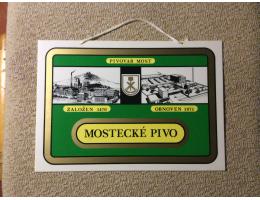 PIVOVAR MOST
ZALOŽEN 1470
OBNOVEN 1971
MOSTECKÉ PIVO